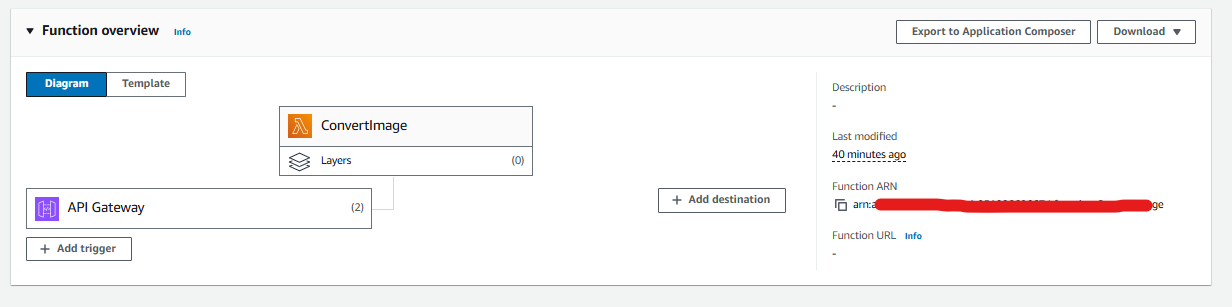 Function overview Info
Export to Application Composer
Download
Diagram
Template
ConvertImage
Layers
(0)
API Gateway
(2)
+ Add trigger
+ Add destination
Description
-
Last modified
40 minutes ago
Function ARN
arn:a
ge
Function URL Info
-